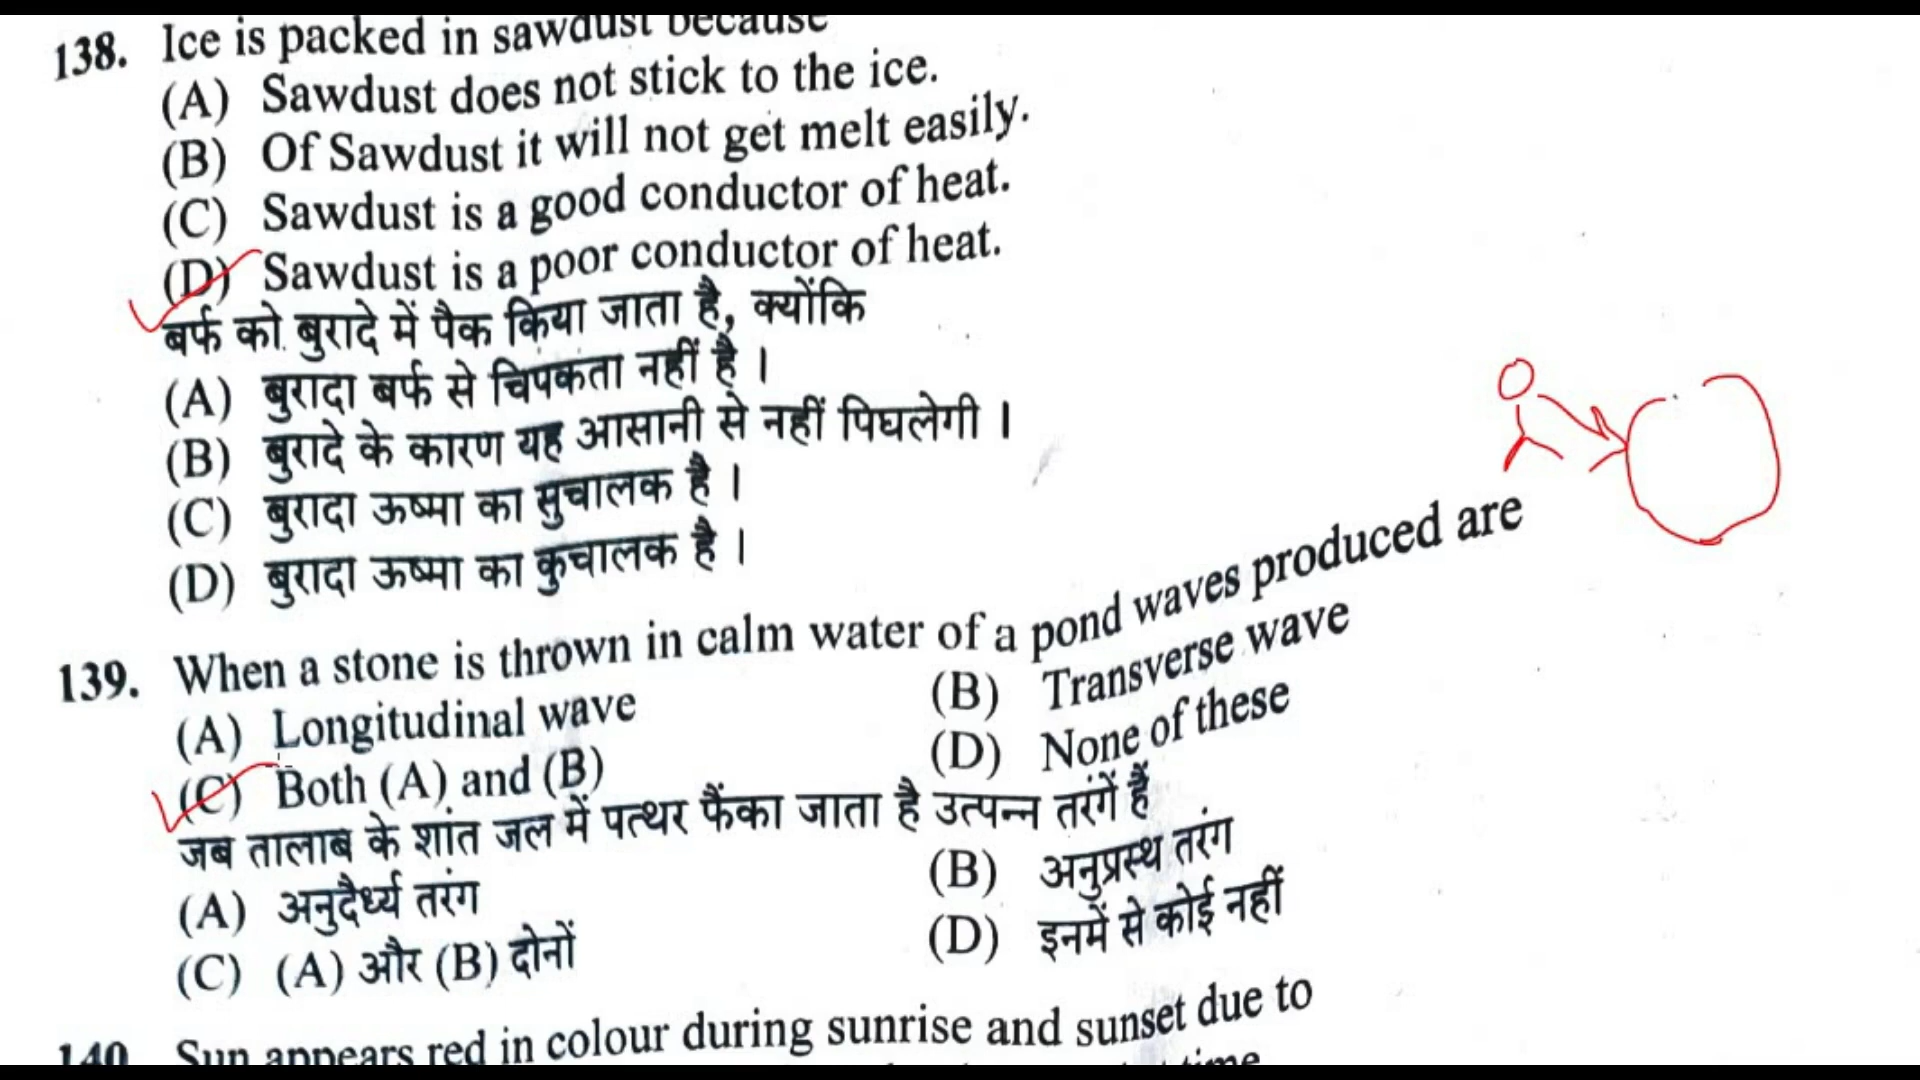 138. Ice is packed in sawdust because
(A) Sawdust does not stick to the ice.
(B) Of Sawdust it will not get melt easily.
(C) Sawdust is a good conductor of heat.
(D) Sawdust is a poor conductor of heat.
बर्फ को बुरादे में पैक किया जाता है, क्योंकि
(A) बुरादा बर्फ से चिपकता नहीं है ।
(B) बुरादे के कारण यह आसानी से नहीं पिघलेगी ।
(C) बुरादा ऊष्मा का सुचालक है ।
(D) बुरादा ऊष्मा का कुचालक है ।
139. When a stone is thrown in calm water of a pond waves produced are
(A) Longitudinal wave (B) Transverse wave
(C) Both (A) and (B) (D) None of these
जब तालाब के शांत जल में पत्थर फैंका जाता है उत्पन्न तरंगें हैं
(A) अनुदैर्ध्य तरंग (B) अनुप्रस्थ तरंग
(C) (A) और (B) दोनों (D) इनमें से कोई नहीं
140 Sun appears red in colour during sunrise and sunset due to
time